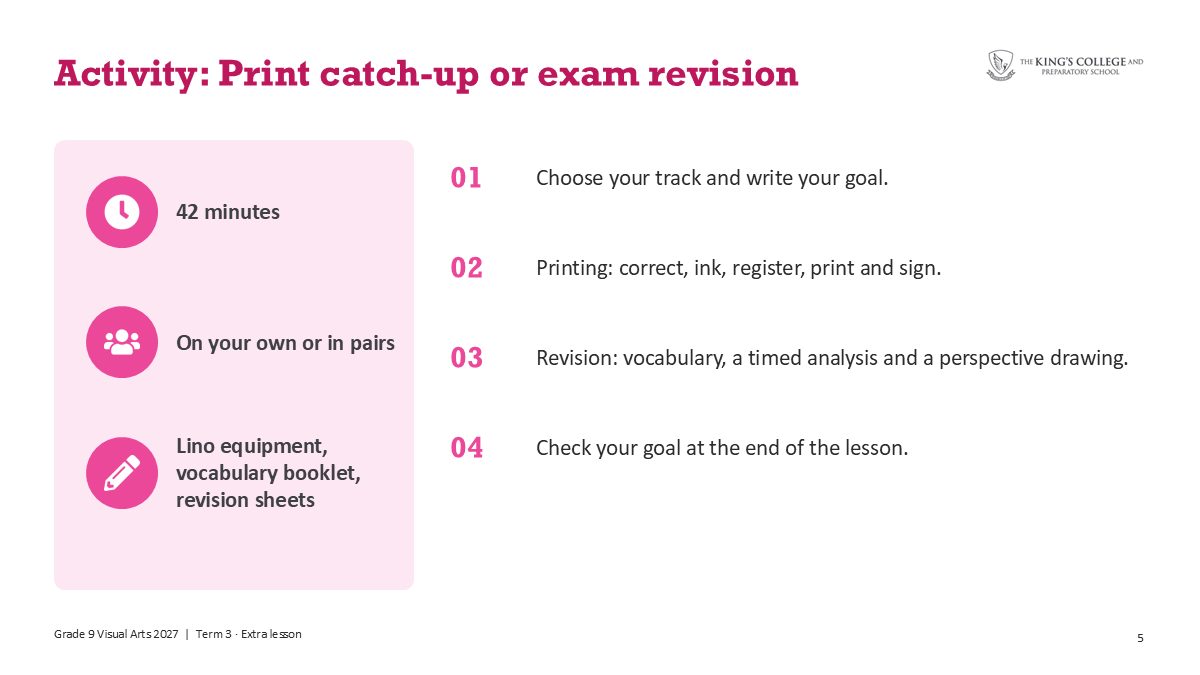 Activity: Print catch-up or exam revision
THE KING'S COLLEGE AND
PREPARATORY SCHOOL
42 minutes
On your own or in pairs
Lino equipment,
vocabulary booklet,
revision sheets
01 Choose your track and write your goal.
02 Printing: correct, ink, register, print and sign.
03 Revision: vocabulary, a timed analysis and a perspective drawing.
04 Check your goal at the end of the lesson.
Grade 9 Visual Arts 2027 | Term 3 · Extra lesson
5